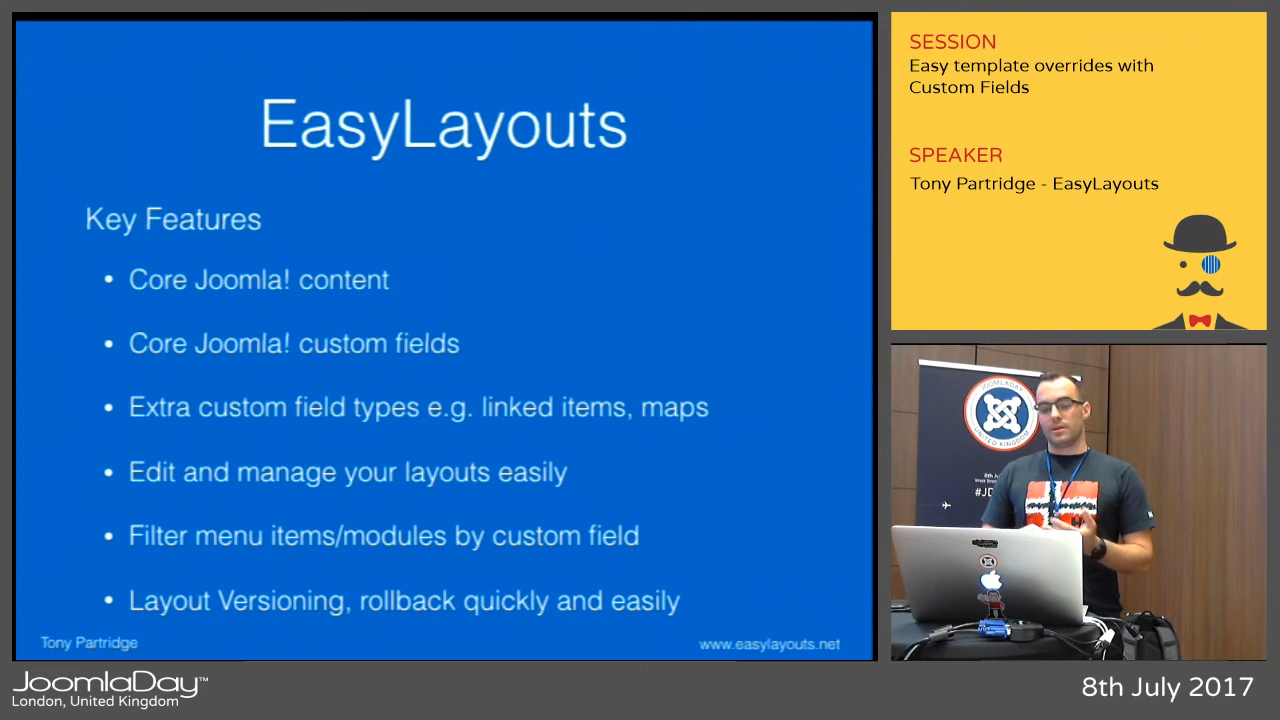 EasyLayouts
Key Features
• Core Joomla! content
• Core Joomla! custom fields
• Extra custom field types e.g. linked items, maps
• Edit and manage your layouts easily
• Filter menu items/modules by custom field
• Layout Versioning, rollback quickly and easily
Tony Partridge
www.easylayouts.net
SESSION
Easy template overrides with
Custom Fields
SPEAKER
Tony Partridge - EasyLayouts
JOOMLADAY
UNITED KINGDOM
JoomlaDay™
London, United Kingdom
8th July 2017